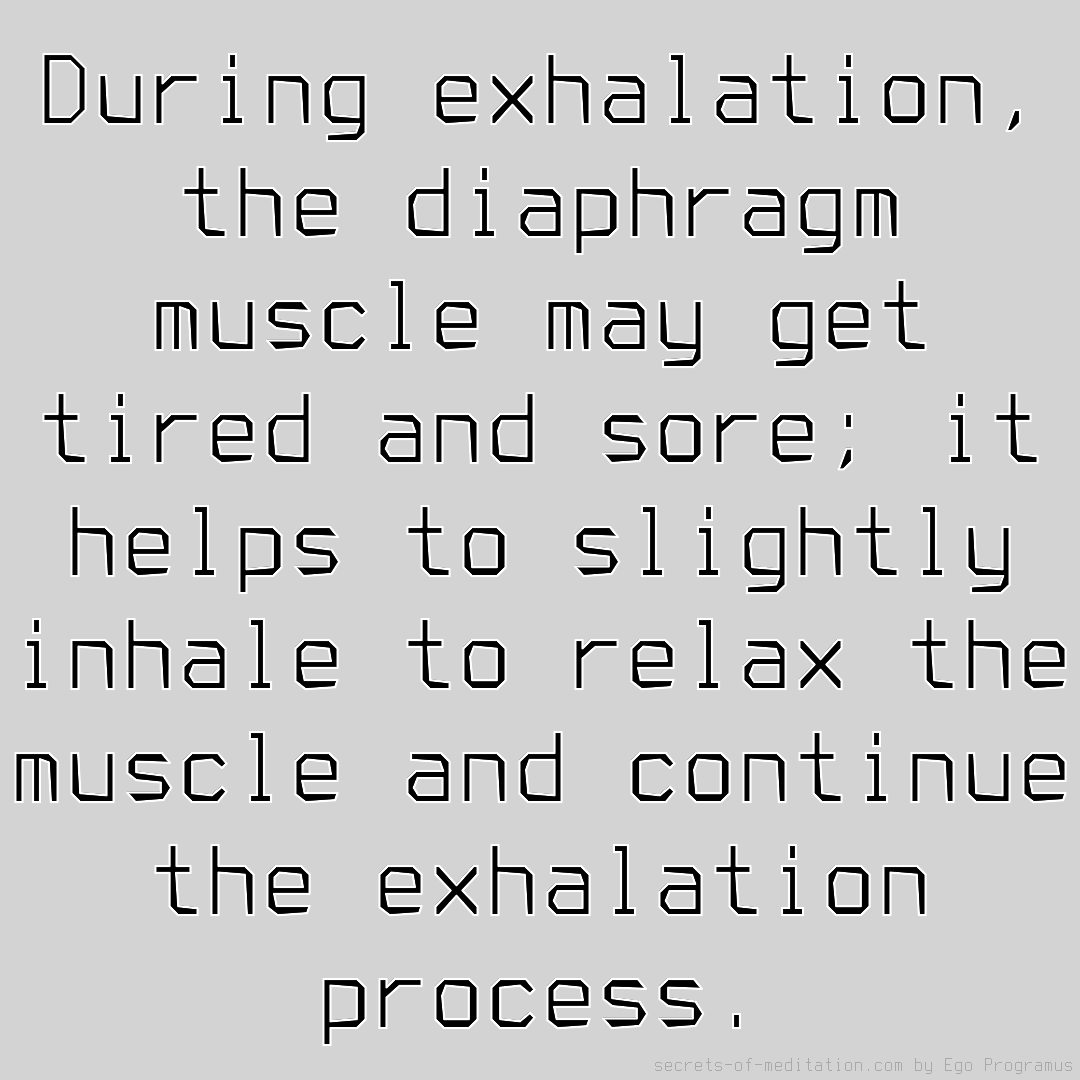 During exhalation,
the diaphragm
muscle may get
tired and sore; it
helps to slightly
inhale to relax the
muscle and continue
the exhalation
process.
secrets-of-meditation.com by Ego Programus